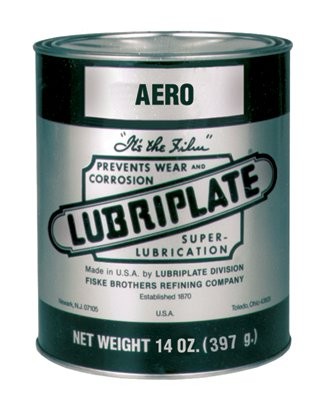 AERO
"It's the Film"
PREVENTS WEAR AND
CORROSION
LUBRIPLATE
SUPER-
LUBRICATION
Made in U.S.A. by LUBRIPLATE DIVISION
FISKE BROTHERS REFINING COMPANY
Established 1870
Newark, N.J. 07105
Toledo, Ohio
U.S.A.
NET WEIGHT 14 OZ. (397 g.)